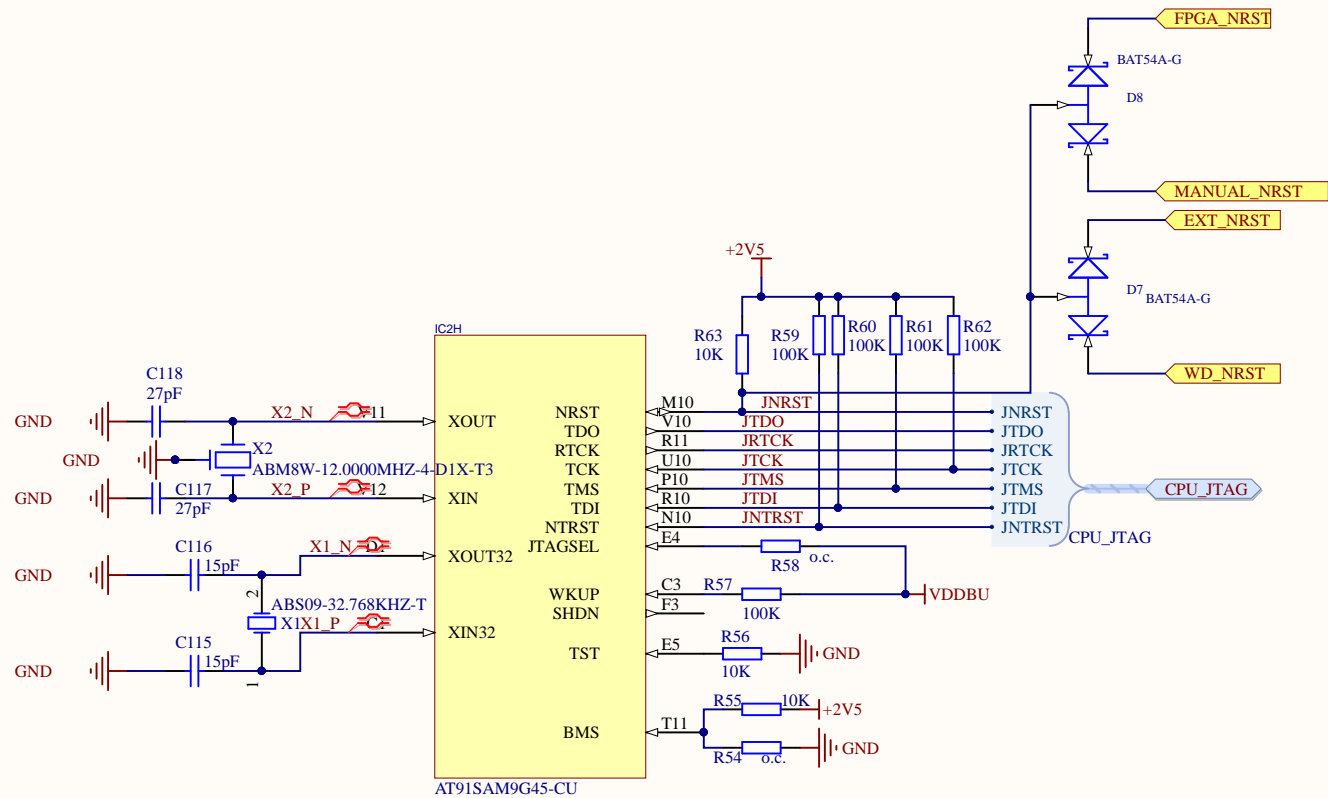 FPGA_NRST
BAT54A-G
D8
MANUAL_NRST
EXT_NRST
D7
BAT54A-G
WD_NRST
+2V5
R63
10K
R59
100K
R60
100K
R61
100K
R62
100K
IC2H
C118
27pF
GND
X2_N
XOUT
GND
X2
ABM8W-12.0000MHZ-4-D1X-T3
GND
C117
27pF
X2_P
XIN
C116
15pF
GND
X1_N
XOUT32
2
ABS09-32.768KHZ-T
X1
X1_P
XIN32
C115
15pF
GND
1
NRST
M10
JNRST
JNRST
TDO
V10
JTDO
JTDO
RTCK
R11
JRTCK
JRTCK
TCK
U10
JTCK
JTCK
TMS
P10
JTMS
JTMS
TDI
R10
JTDI
JTDI
NTRST
N10
JNTRST
JNTRST
CPU_JTAG
CPU_JTAG
JTAGSEL
E4
R58
o.c.
WKUP
C3
R57
100K
VDDBU
SHDN
F3
TST
E5
R56
10K
GND
R55
10K
+2V5
BMS
T11
R54
o.c.
GND
AT91SAM9G45-CU